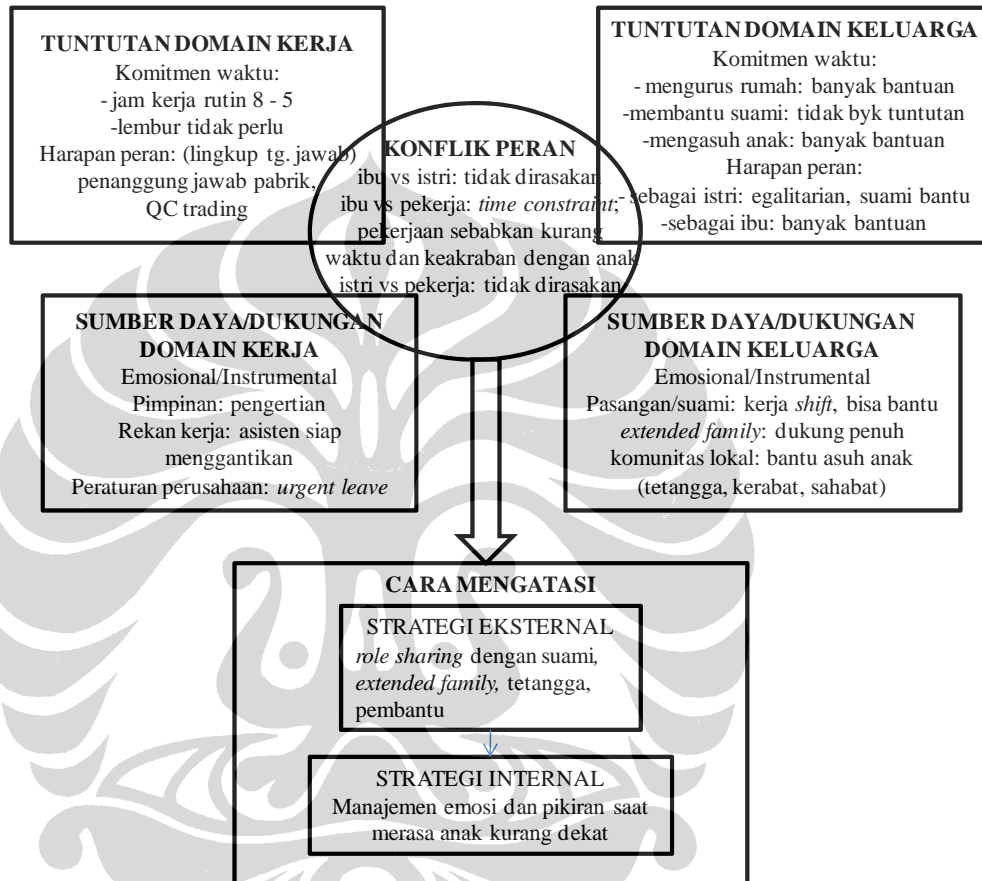 TUNTUTAN DOMAIN KERJA
Komitmen waktu:
- jam kerja rutin 8 - 5
-lembur tidak perlu
Harapan peran: (lingkup tg. jawab)
penanggung jawab pabrik,
QC trading
TUNTUTAN DOMAIN KELUARGA
Komitmen waktu:
- mengurus rumah: banyak bantuan
-membantu suami: tidak byk tuntutan
-mengasuh anak: banyak bantuan
Harapan peran:
- sebagai istri: egalitarian, suami bantu
-sebagai ibu: banyak bantuan
KONFLIK PERAN
ibu vs istri: tidak dirasakan
ibu vs pekerja: time constraint;
pekerjaan sebabkan kurang
waktu dan keakraban dengan anak
istri vs pekerja: tidak dirasakan
SUMBER DAYA/DUKUNGAN
DOMAIN KERJA
Emosional/Instrumental
Pimpinan: pengertian
Rekan kerja: asisten siap
menggantikan
Peraturan perusahaan: urgent leave
SUMBER DAYA/DUKUNGAN
DOMAIN KELUARGA
Emosional/Instrumental
Pasangan/suami: kerja shift, bisa bantu
extended family: dukung penuh
komunitas lokal: bantu asuh anak
(tetangga, kerabat, sahabat)
CARA MENGATASI
STRATEGI EKSTERNAL
role sharing dengan suami,
extended family, tetangga,
pembantu
STRATEGI INTERNAL
Manajemen emosi dan pikiran saat
merasa anak kurang dekat